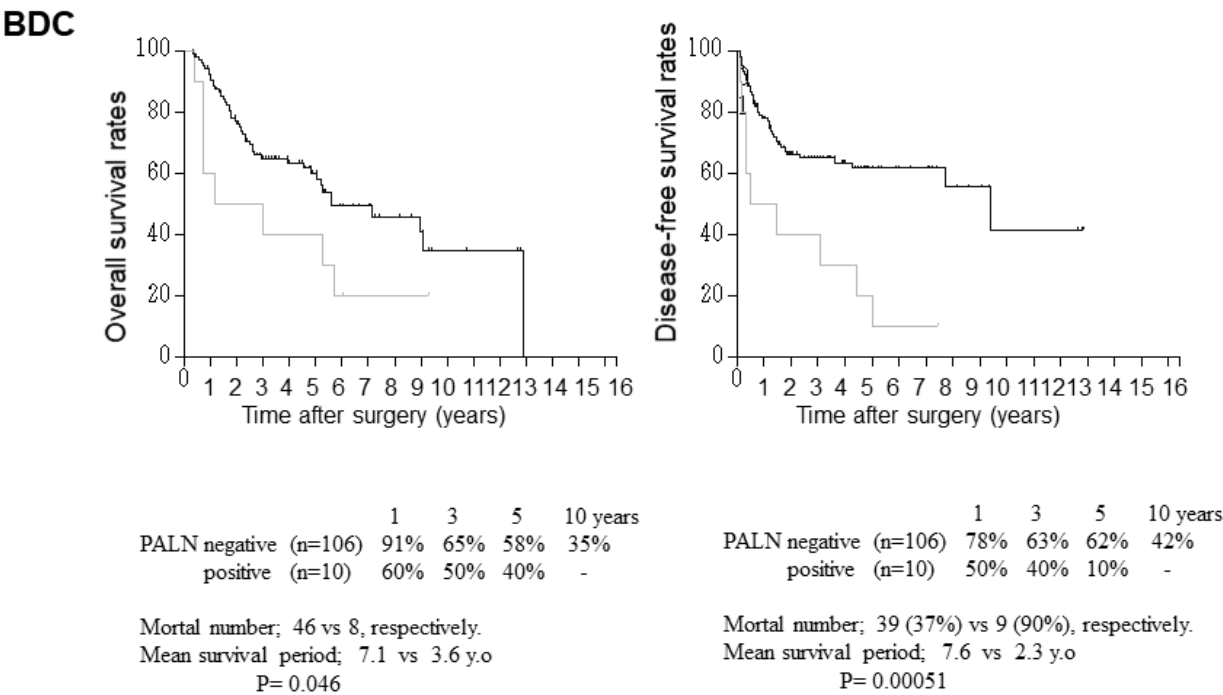 BDC
Overall survival rates
100
80
60
40
20
0
0 1 2 3 4 5 6 7 8 9 10 11 12 13 14 15 16
Time after surgery (years)
Disease-free survival rates
100
80
60
40
20
0
0 1 2 3 4 5 6 7 8 9 10 11 12 13 14 15 16
Time after surgery (years)
1 3 5 10 years
PALN negative (n=106) 91% 65% 58% 35%
positive (n=10) 60% 50% 40% -
Mortal number; 46 vs 8, respectively.
Mean survival period; 7.1 vs 3.6 y.o
P= 0.046
1 3 5 10 years
PALN negative (n=106) 78% 63% 62% 42%
positive (n=10) 50% 40% 10% -
Mortal number; 39 (37%) vs 9 (90%), respectively.
Mean survival period; 7.6 vs 2.3 y.o
P= 0.00051